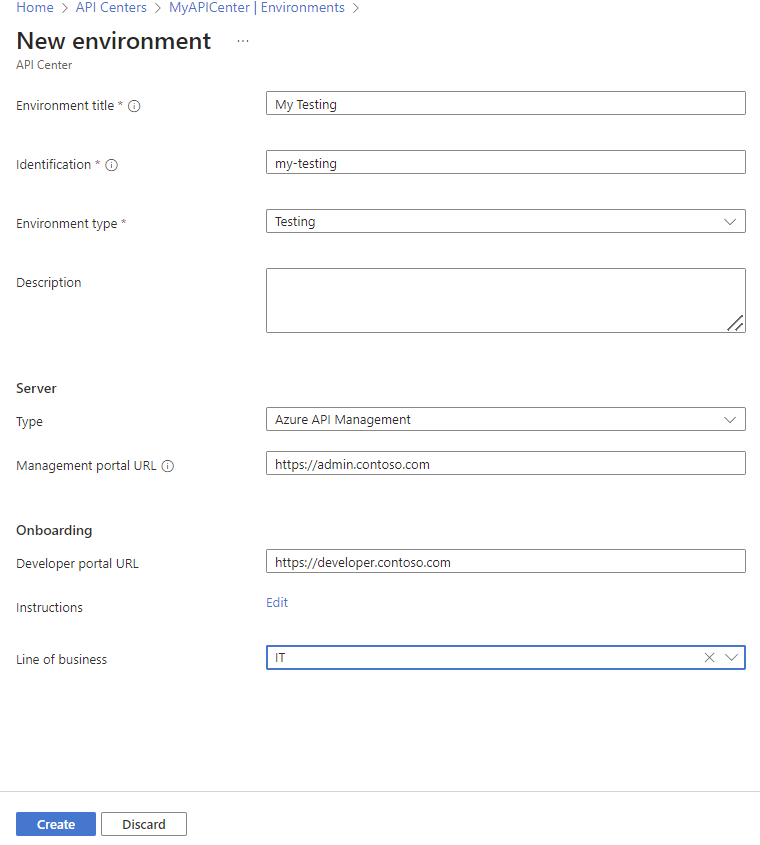 Home > API Centers > MyAPICenter | Environments >
New environment ...
API Center
Environment title *
My Testing
Identification *
my-testing
Environment type *
Testing
Description
Server
Type
Azure API Management
Management portal URL
https://admin.contoso.com
Onboarding
Developer portal URL
https://developer.contoso.com
Instructions
Edit
Line of business
IT
Create
Discard